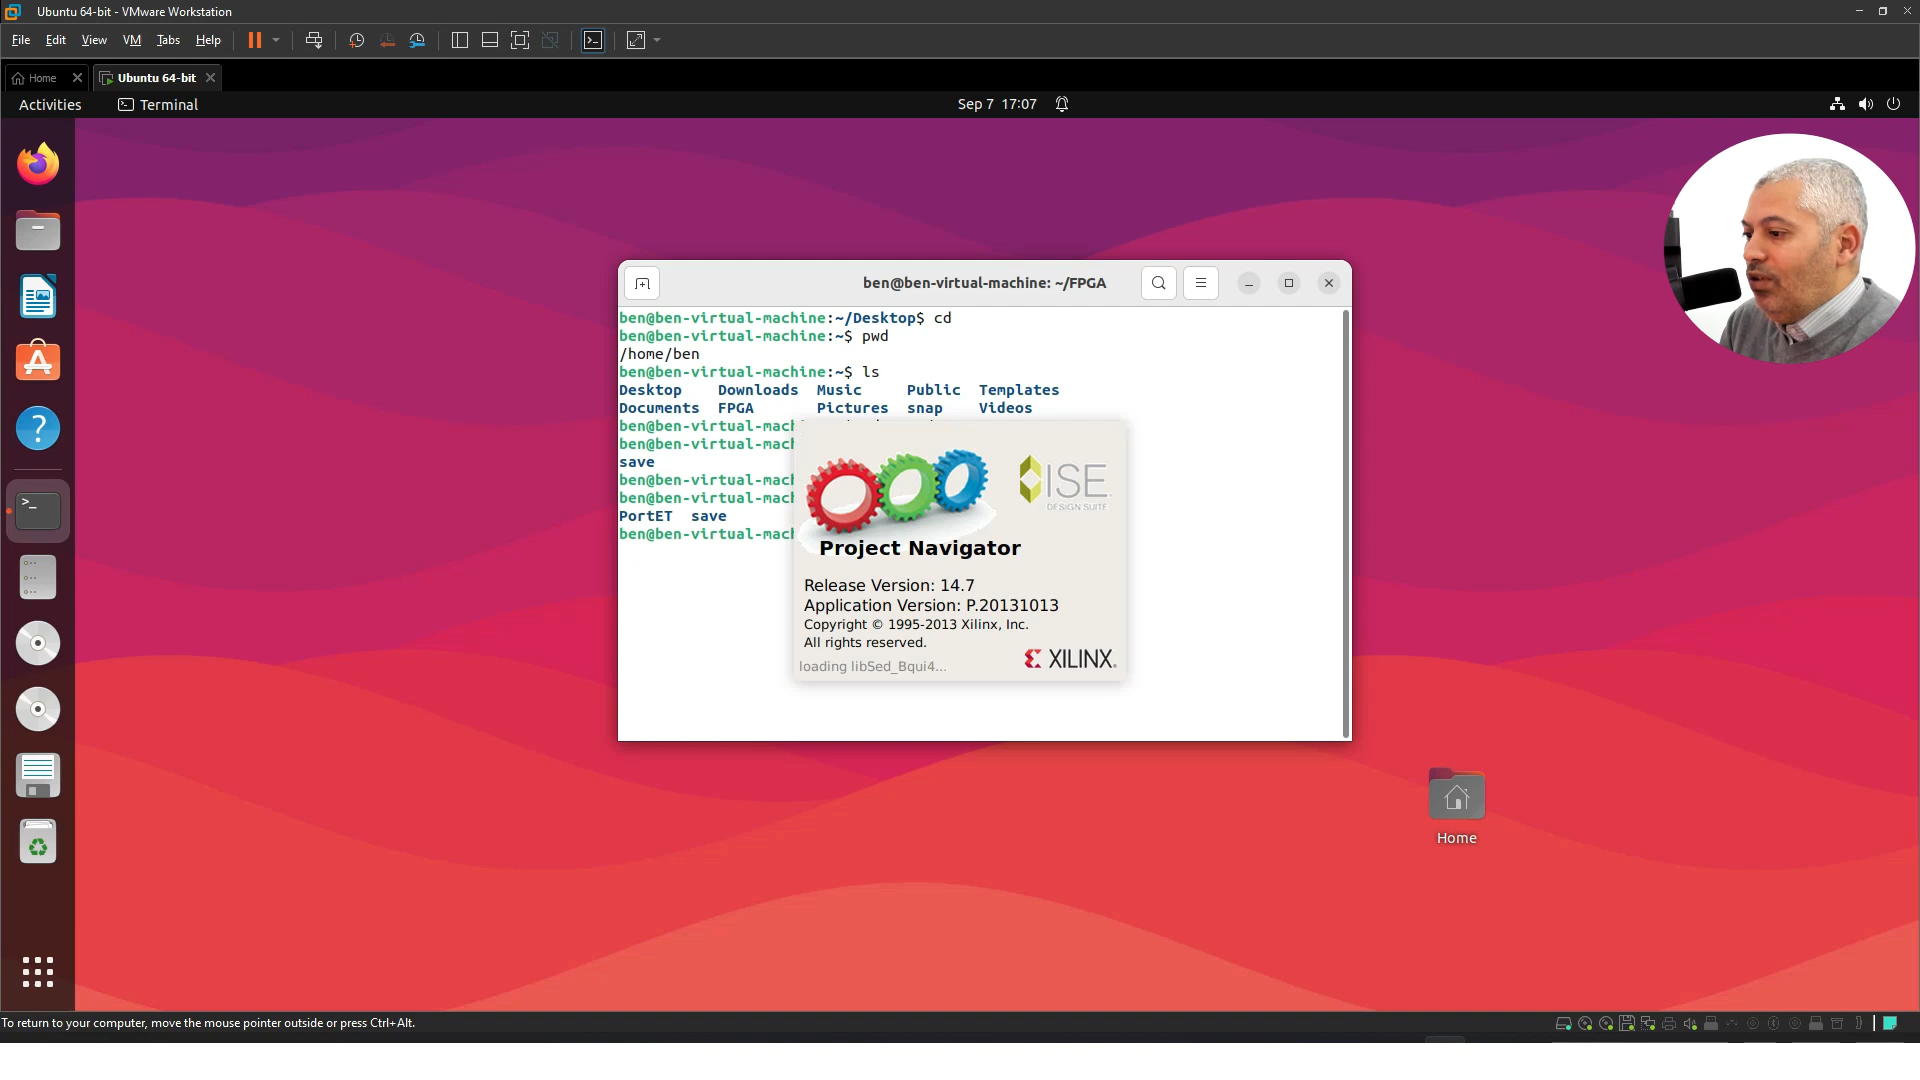 Ubuntu 64-bit - VMware Workstation
File Edit View VM Tabs Help
Home Ubuntu 64-bit
Activities Terminal Sep 7 17:07
ben@ben-virtual-machine: ~/FPGA
ben@ben-virtual-machine:~/Desktop$ cd
ben@ben-virtual-machine:~$ pwd
/home/ben
ben@ben-virtual-machine:~$ ls
Desktop Downloads Music Public Templates
Documents FPGA Pictures snap Videos
ben@ben-virtual-mach
ben@ben-virtual-mach
save
ben@ben-virtual-mach
ben@ben-virtual-mach
PortET save
ben@ben-virtual-mach
ISE
DESIGN SUITE
Project Navigator
Release Version: 14.7
Application Version: P.20131013
Copyright © 1995-2013 Xilinx, Inc.
All rights reserved.
loading libSed_Bqui4...
XILINX
Home
To return to your computer, move the mouse pointer outside or press Ctrl+Alt.